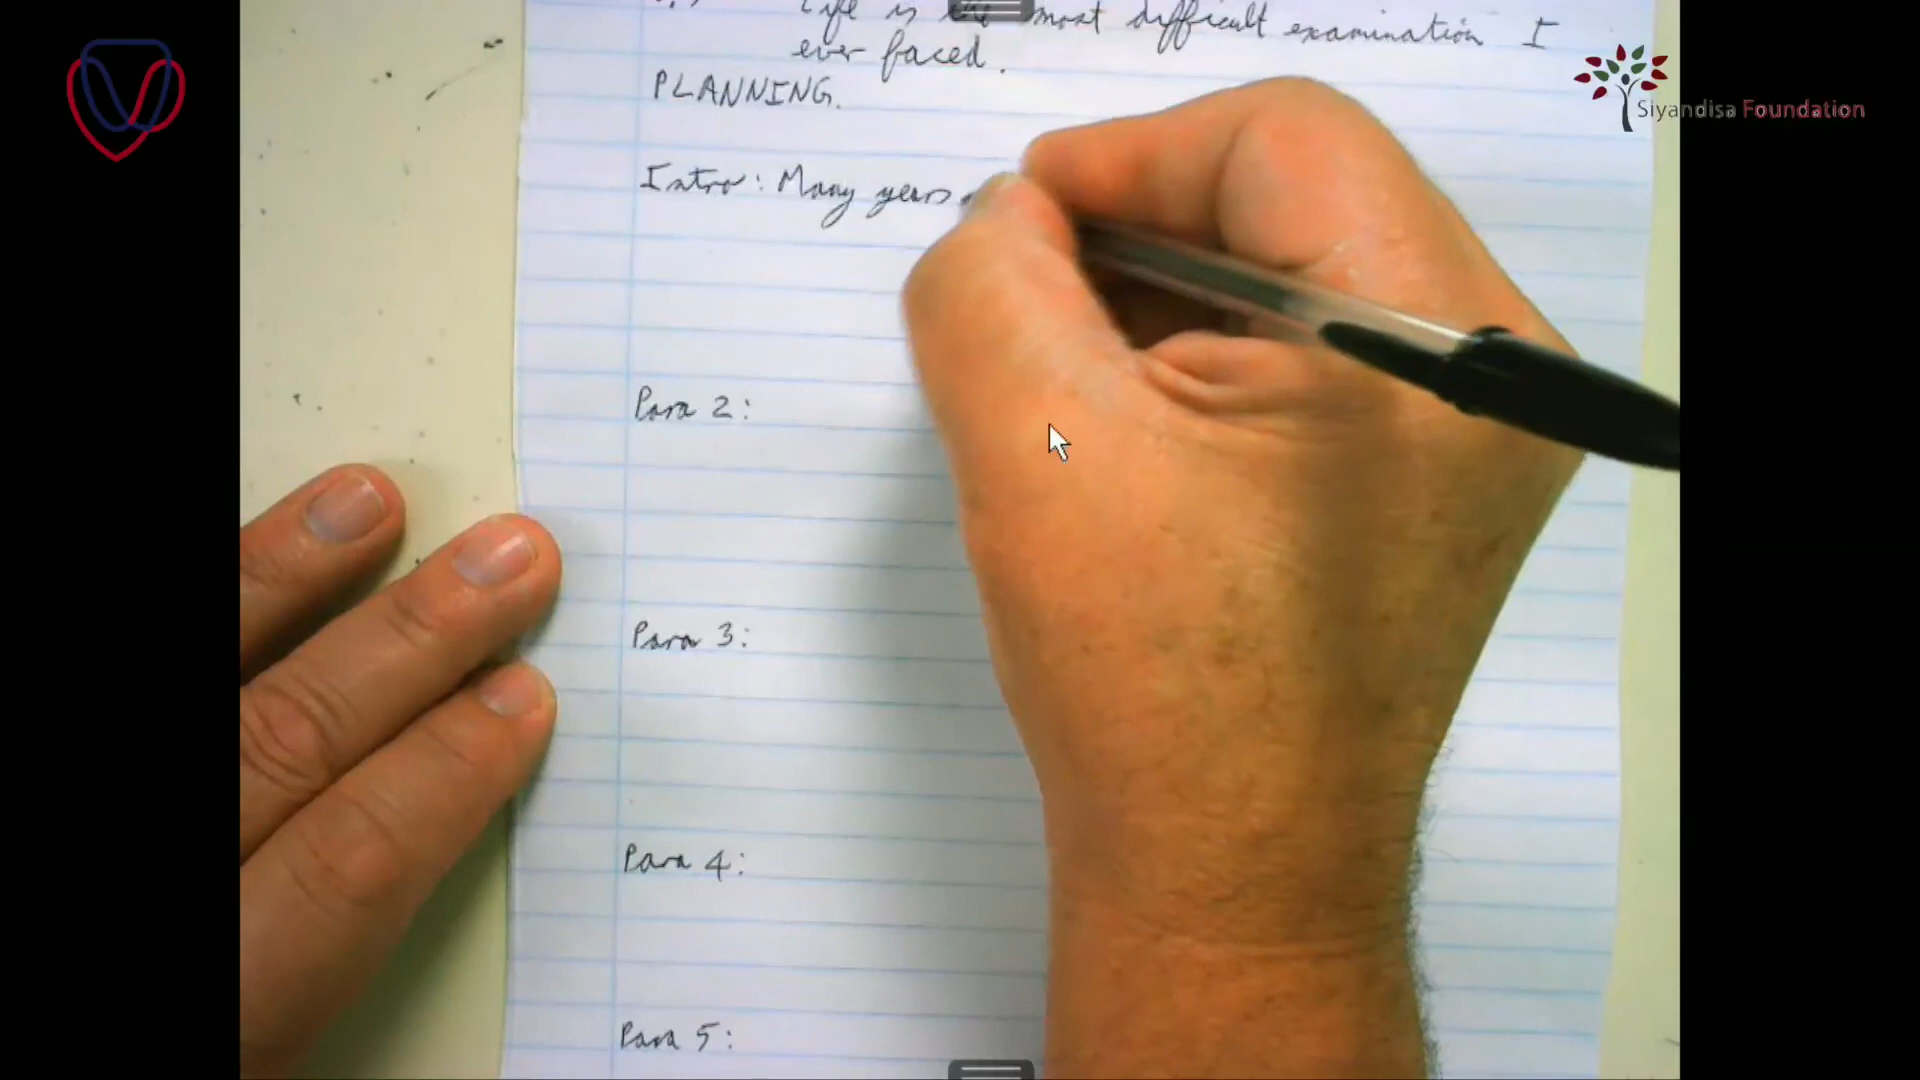 Life is the most difficult examination I
ever faced.
PLANNING.
Siyandisa Foundation
Intro: Many years
Para 2:
Para 3:
Para 4:
Para 5: